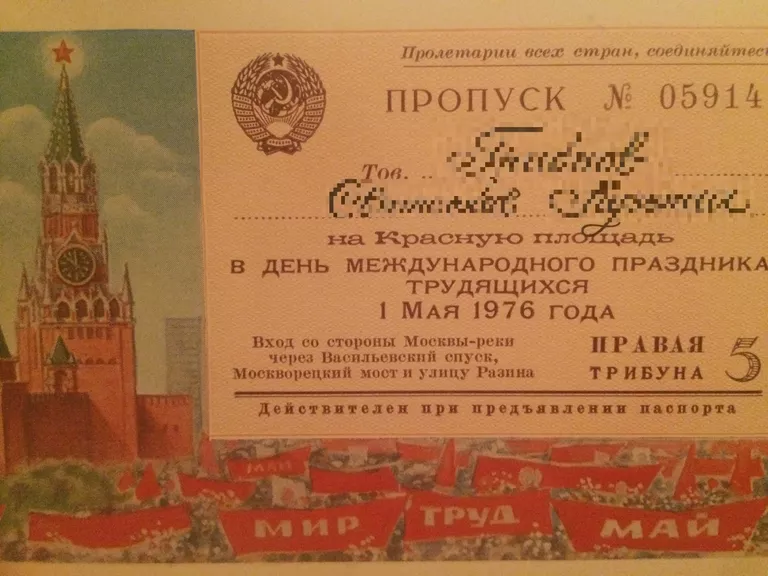 Пролетарии всех стран, соединяйтесь
ПРОПУСК № 05914
Тов.
на Красную площадь
В ДЕНЬ МЕЖДУНАРОДНОГО ПРАЗДНИКА
ТРУДЯЩИХСЯ
1 МАЯ 1976 ГОДА
Вход со стороны Москвы-реки
через Васильевский спуск,
Москворецкий мост и улицу Разина
ПРАВАЯ
ТРИБУНА 5
Действителен при предъявлении паспорта
МАЙ
МИР ТРУД МАЙ